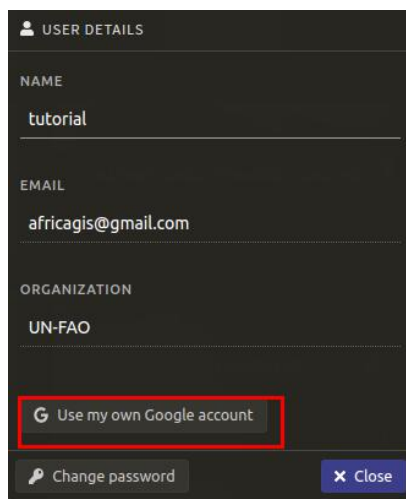 USER DETAILS
NAME
tutorial
EMAIL
africagis@gmail.com
ORGANIZATION
UN-FAO
G Use my own Google account
Change password
× Close